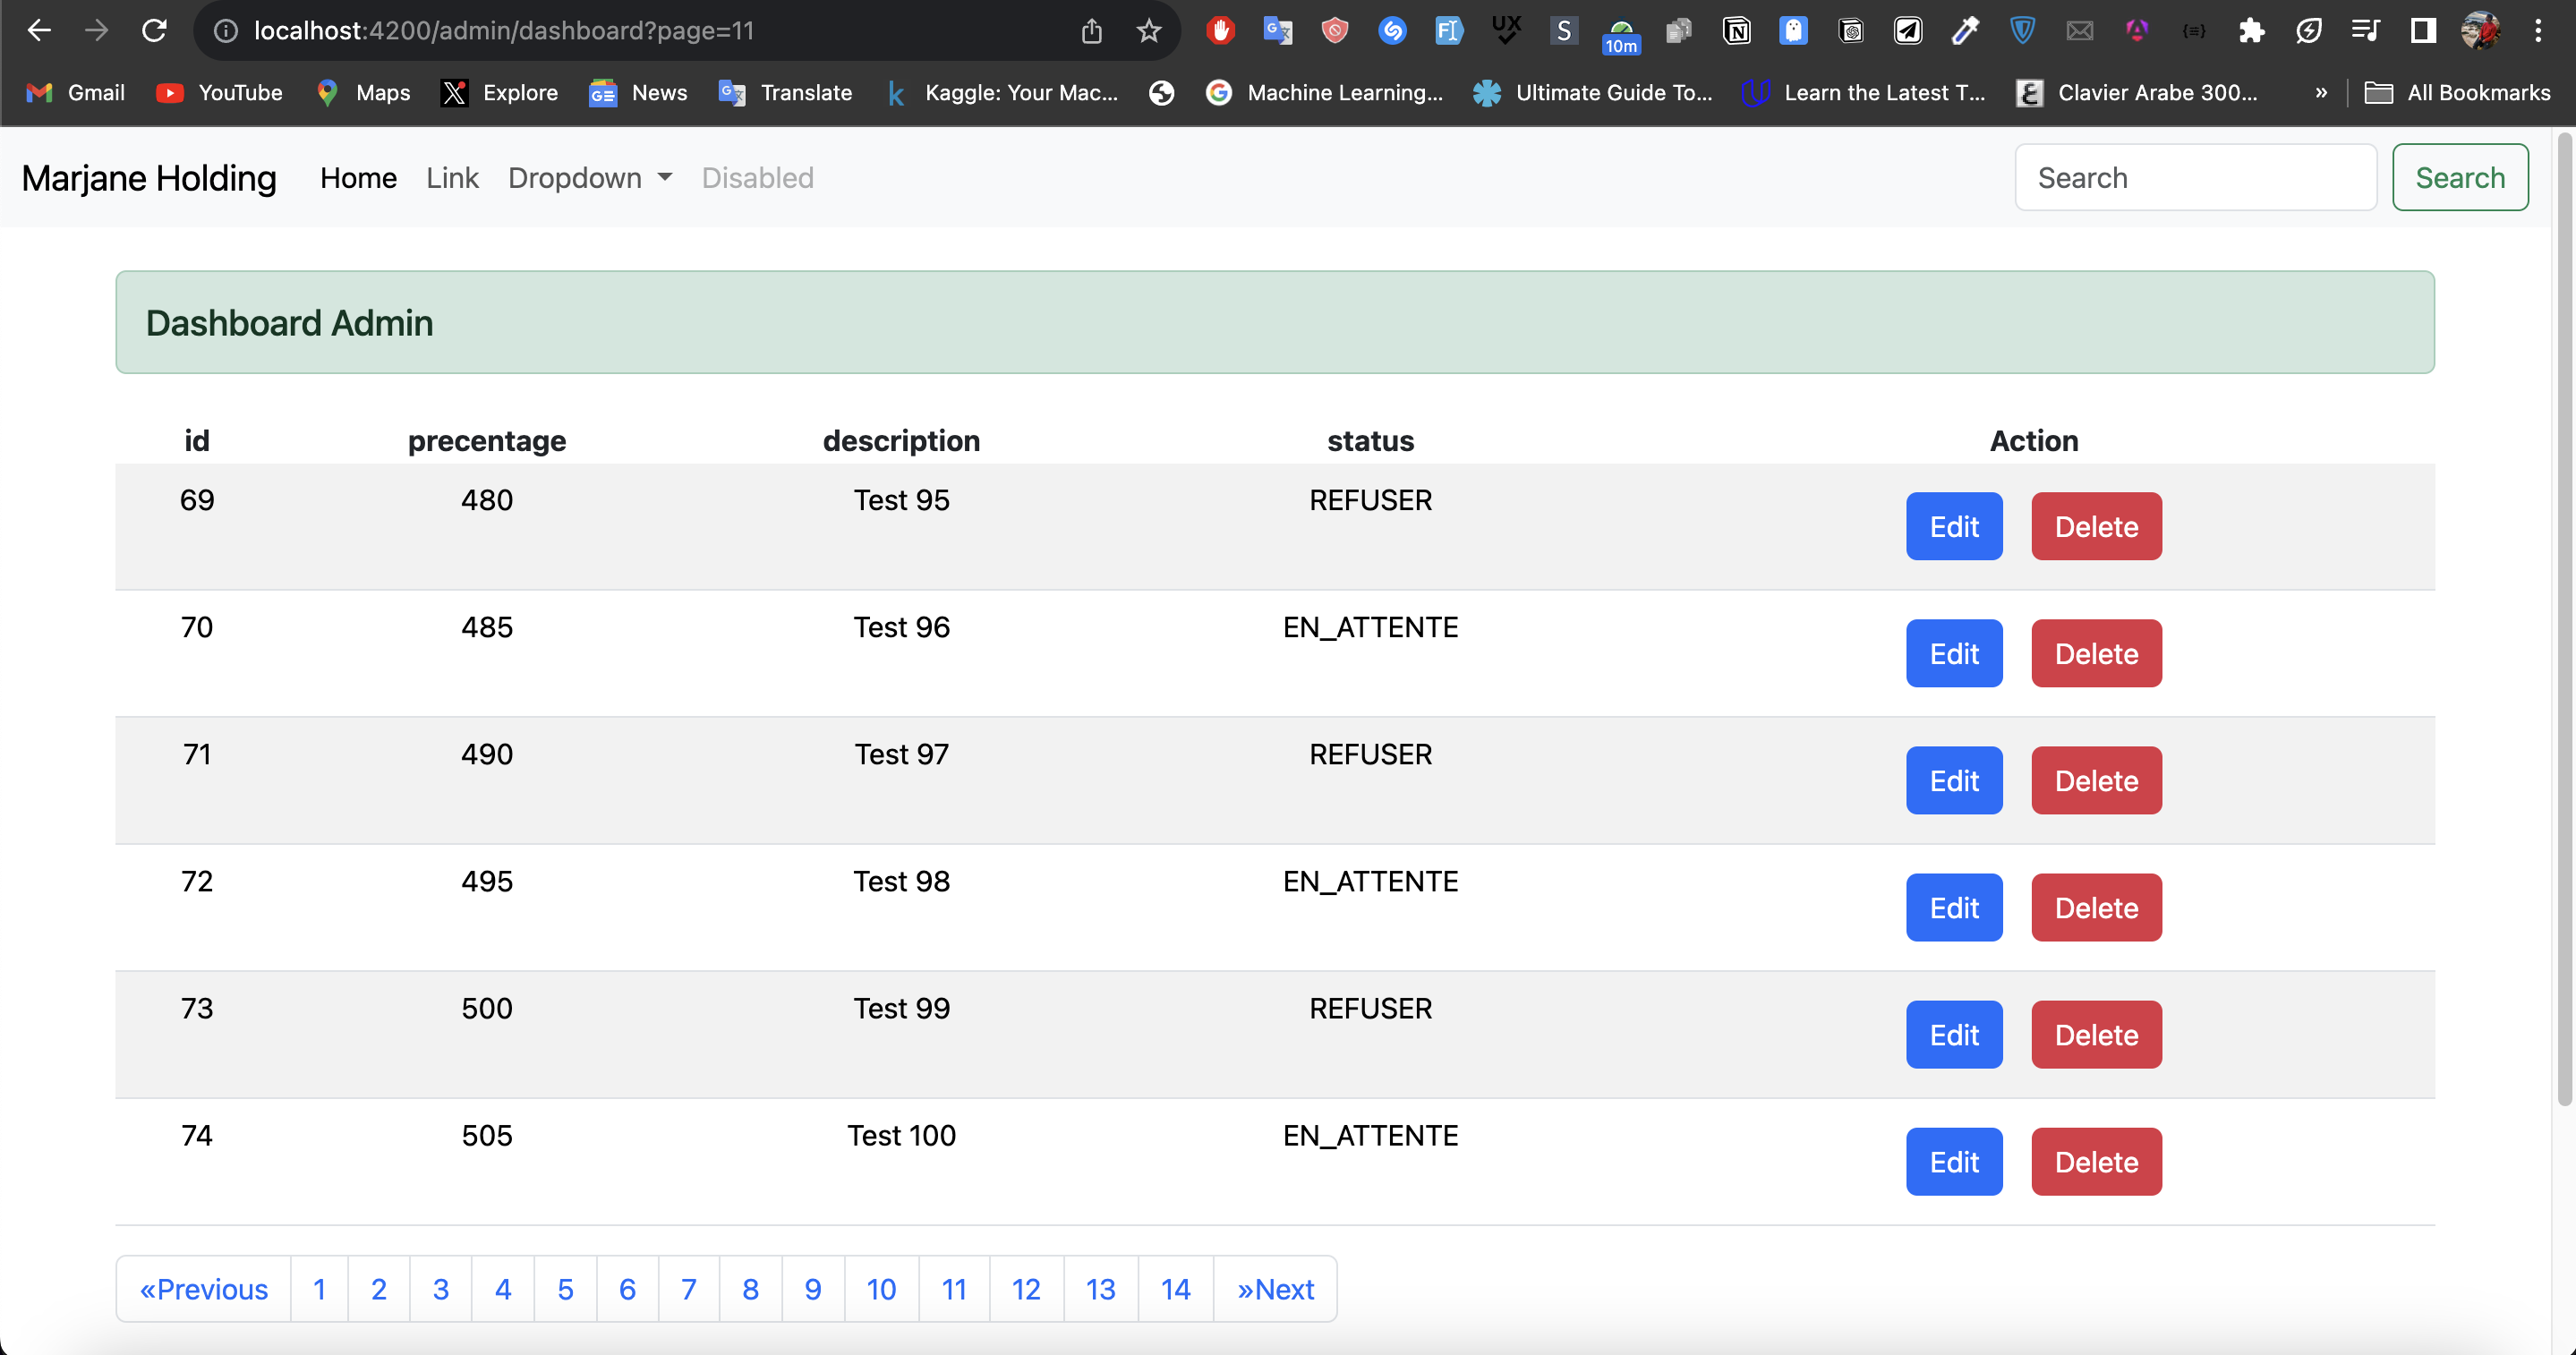 localhost:4200/admin/dashboard?page=11
UX
S
10m
Gmail YouTube Maps Explore News Translate Kaggle: Your Mac... Machine Learning... Ultimate Guide To... Learn the Latest T... Clavier Arabe 300... » All Bookmarks
Marjane Holding Home Link Dropdown Disabled Search Search
Dashboard Admin
id precentage description status Action
69 480 Test 95 REFUSER Edit Delete
70 485 Test 96 EN_ATTENTE Edit Delete
71 490 Test 97 REFUSER Edit Delete
72 495 Test 98 EN_ATTENTE Edit Delete
73 500 Test 99 REFUSER Edit Delete
74 505 Test 100 EN_ATTENTE Edit Delete
«Previous 1 2 3 4 5 6 7 8 9 10 11 12 13 14 »Next